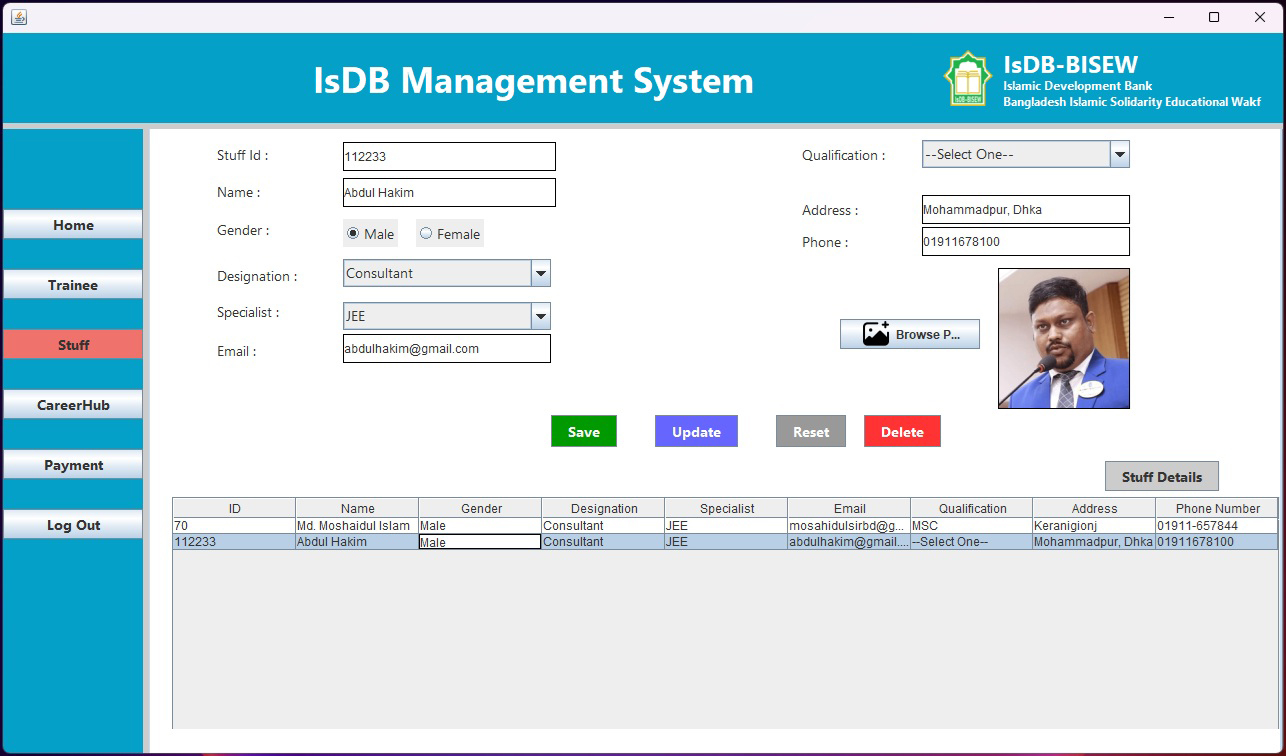 IsDB Management System
IsDB-BISEW
Islamic Development Bank
Bangladesh Islamic Solidarity Educational Wakf
IsDB-BISEW
Home
Trainee
Stuff
CareerHub
Payment
Log Out
Stuff Id : 112233
Name : Abdul Hakim
Gender : Male Female
Designation : Consultant
Specialist : JEE
Email : abdulhakim@gmail.com
Qualification : --Select One--
Address : Mohammadpur, Dhka
Phone : 01911678100
Browse P...
Save Update Reset Delete
Stuff Details
ID Name Gender Designation Specialist Email Qualification Address Phone Number
70 Md. Moshaidul Islam Male Consultant JEE mosahidulsirbd@g... MSC Keranigionj 01911-657844
112233 Abdul Hakim Male Consultant JEE abdulhakim@gmail.... --Select One-- Mohammadpur, Dhka 01911678100